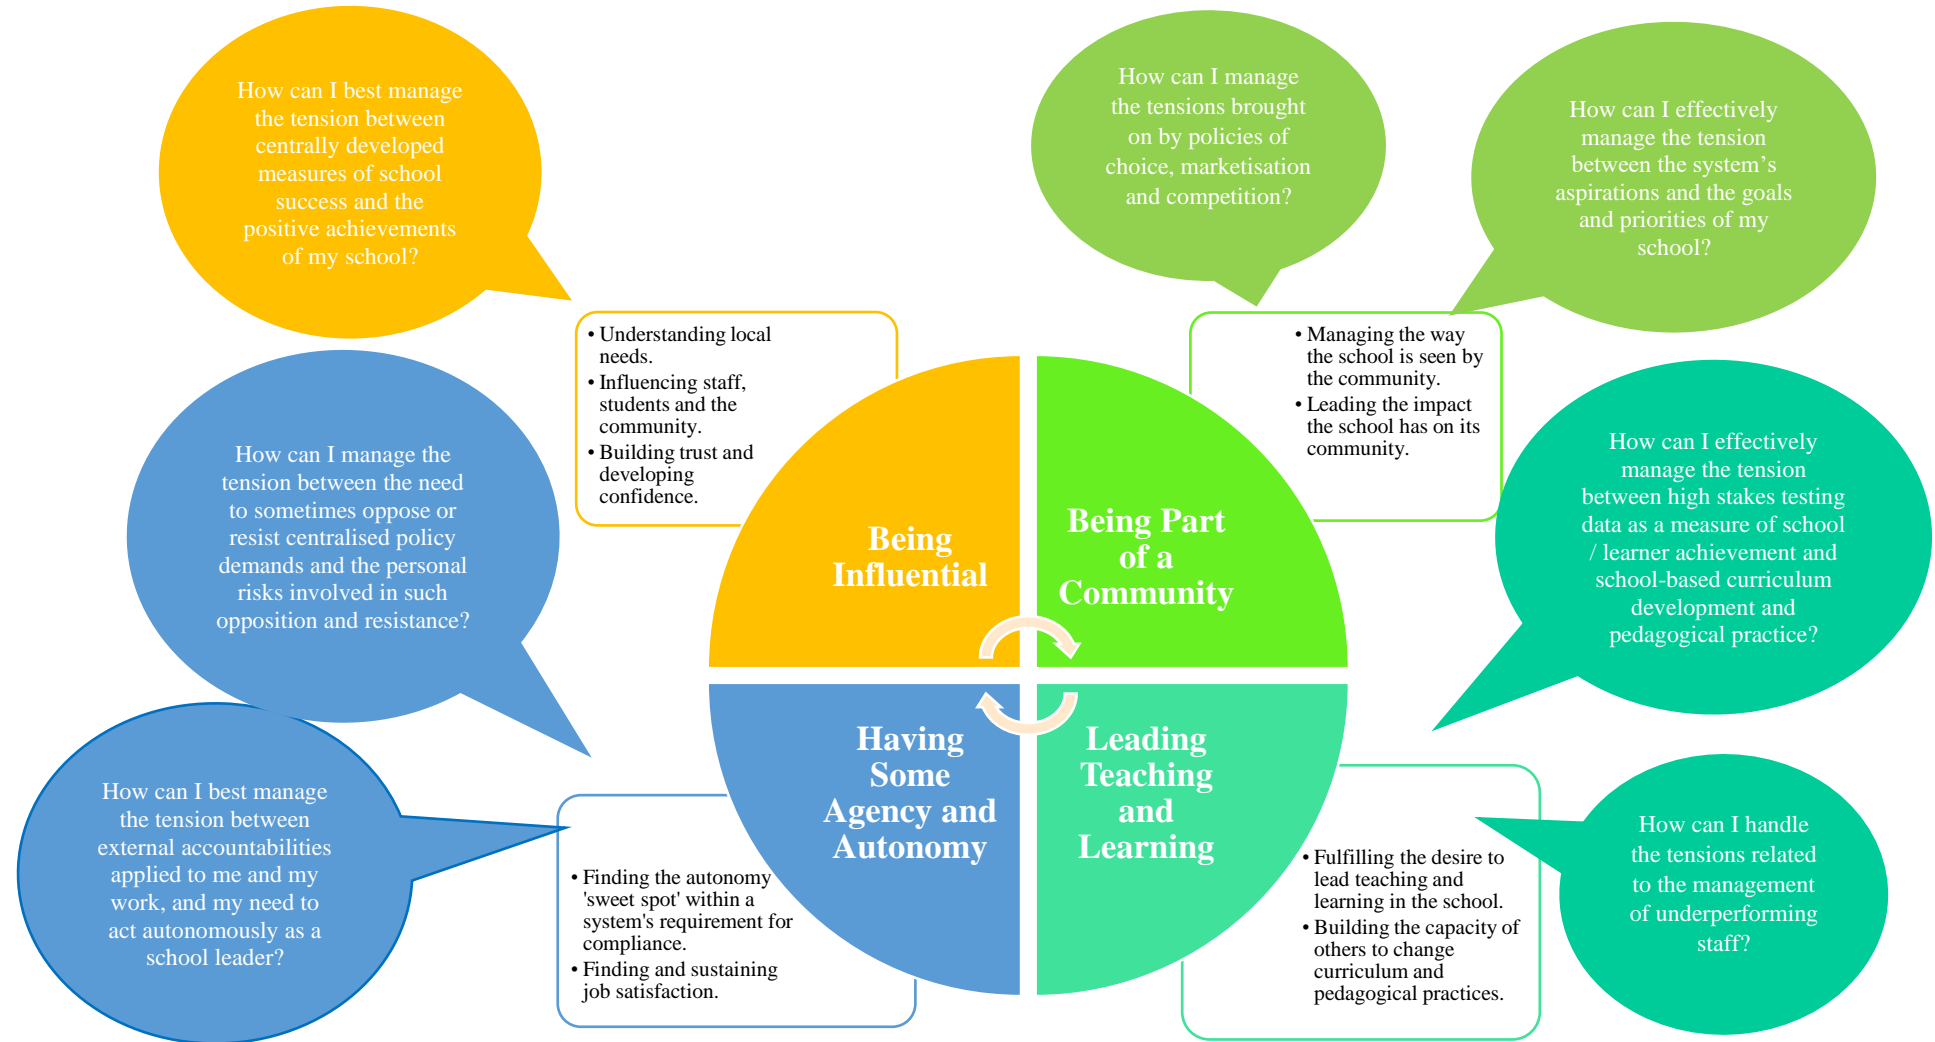 How can I best manage
the tension between
centrally developed
measures of school
success and the
positive achievements
of my school?
How can I manage
the tensions brought
on by policies of
choice, marketisation
and competition?
How can I effectively
manage the tension
between the system’s
aspirations and the goals
and priorities of my
school?
• Understanding local
needs.
• Influencing staff,
students and the
community.
• Building trust and
developing
confidence.
• Managing the way
the school is seen by
the community.
• Leading the impact
the school has on its
community.
How can I manage the
tension between the need
to sometimes oppose or
resist centralised policy
demands and the personal
risks involved in such
opposition and resistance?
Being
Influential
Being Part
of a
Community
How can I effectively
manage the tension
between high stakes testing
data as a measure of school
/ learner achievement and
school-based curriculum
development and
pedagogical practice?
How can I best manage
the tension between
external accountabilities
applied to me and my
work, and my need to
act autonomously as a
school leader?
Having
Some
Agency and
Autonomy
Leading
Teaching
and
Learning
• Finding the autonomy
'sweet spot' within a
system's requirement for
compliance.
• Finding and sustaining
job satisfaction.
• Fulfilling the desire to
lead teaching and
learning in the school.
• Building the capacity of
others to change
curriculum and
pedagogical practices.
How can I handle
the tensions related
to the management
of underperforming
staff?